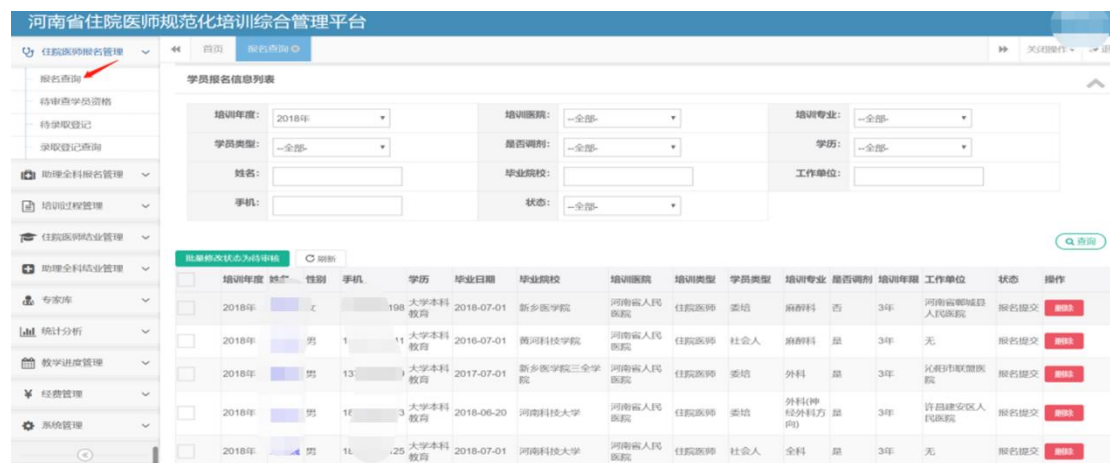 河南省住院医师规范化培训综合管理平台
住院医师报名管理
首页 报名查询
关闭操作
报名查询
学员报名信息列表
待审查学员资格
待录取登记
录取登记查询
助理全科报名管理
培训过程管理
住院医师结业管理
助理全科结业管理
专家库
统计分析
教学进度管理
经费管理
系统管理
培训年度: 2018年 培训医院: --全部- 培训专业: --全部-
学员类型: --全部- 是否调剂: --全部- 学历: --全部-
姓名: 毕业院校: 工作单位:
手机: 状态: --全部-
查询
批量修改状态为待审核 刷新
培训年度 姓名 性别 手机 学历 毕业日期 毕业院校 培训医院 培训类型 学员类型 培训专业 是否调剂 培训年限 工作单位 状态 操作
2018年 女 198 大学本科教育 2018-07-01 新乡医学院 河南省人民医院 住院医师 委培 麻醉科 否 3年 河南省郸城县人民医院 报名提交 删除
2018年 男 1 11 大学本科教育 2016-07-01 黄河科技学院 河南省人民医院 住院医师 社会人 麻醉科 是 3年 无 报名提交 删除
2018年 男 13 大学本科教育 2017-07-01 新乡医学院三全学院 河南省人民医院 住院医师 委培 外科 是 3年 沁阳市联盟医院 报名提交 删除
2018年 男 18 3 大学本科教育 2018-06-20 河南科技大学 河南省人民医院 住院医师 委培 外科(神经外科方向) 是 3年 许昌建安区人民医院 报名提交 删除
2018年 男 25 大学本科教育 2018-07-01 河南科技大学 河南省人民医院 住院医师 社会人 全科 是 3年 无 报名提交 删除